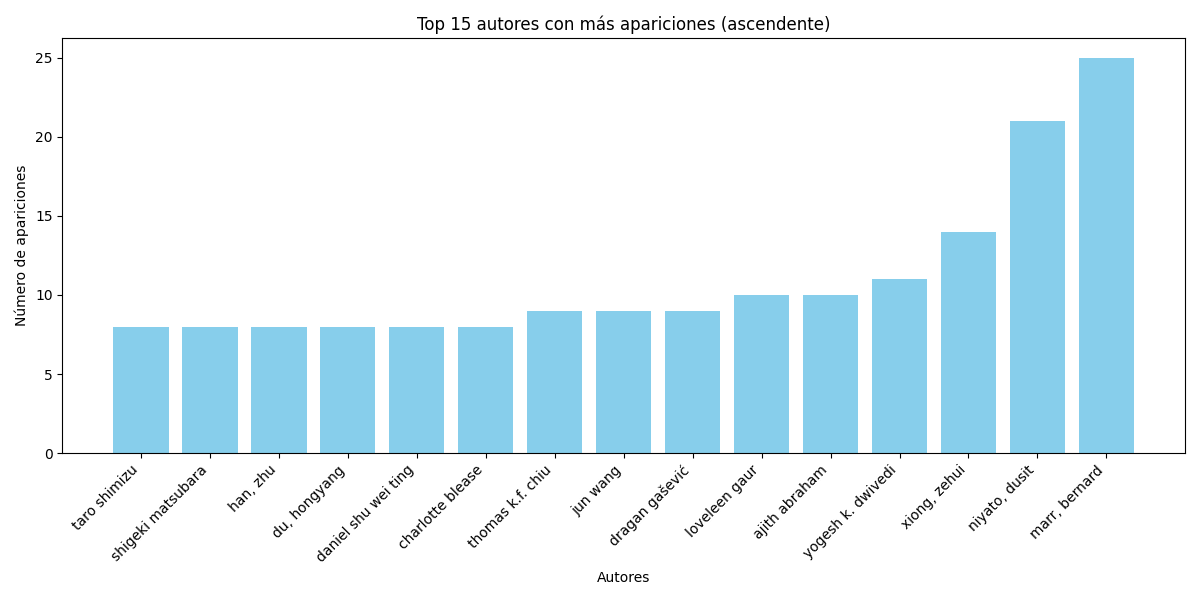 Top 15 autores con más apariciones (ascendente)
Número de apariciones
25
20
15
10
5
0
taro shimizu
shigeki matsubara
han, zhu
du, hongyang
daniel shu wei ting
charlotte blease
thomas k.f. chiu
jun wang
dragan gašević
loveleen gaur
ajith abraham
yogesh k. dwivedi
xiong, zehui
niyato, dusit
marr, bernard
Autores